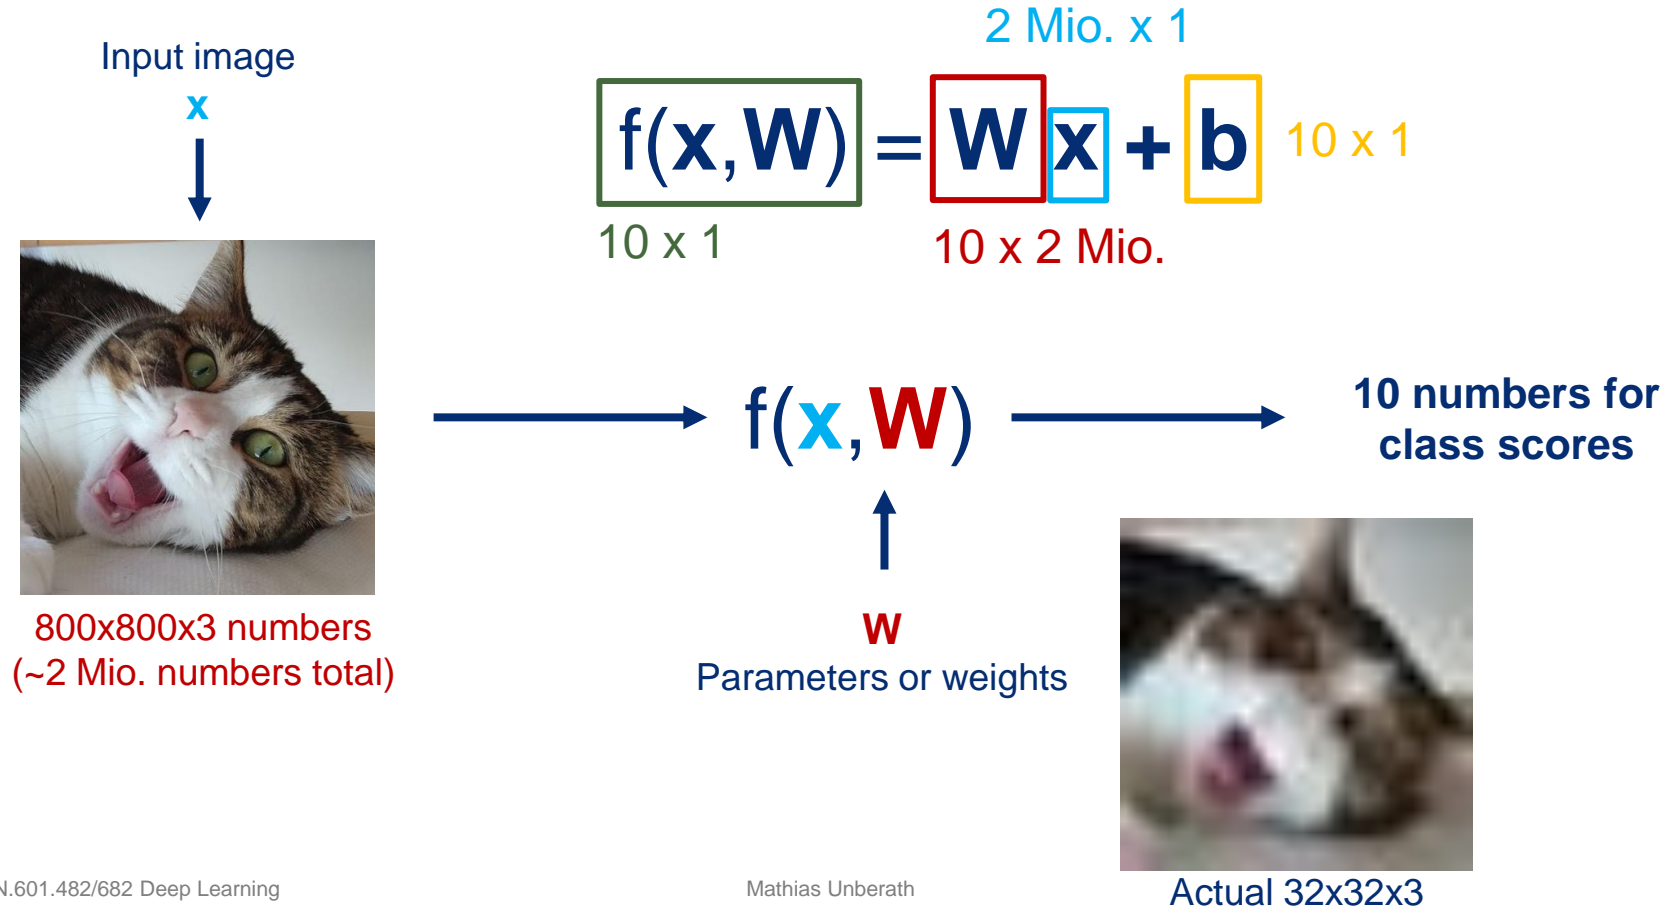 Input image
x
2 Mio. x 1
f(x,W) = W x + b 10 x 1
10 x 1
10 x 2 Mio.
f(x,W)
10 numbers for
class scores
800x800x3 numbers
(~2 Mio. numbers total)
W
Parameters or weights
N.601.482/682 Deep Learning
Mathias Unberath
Actual 32x32x3